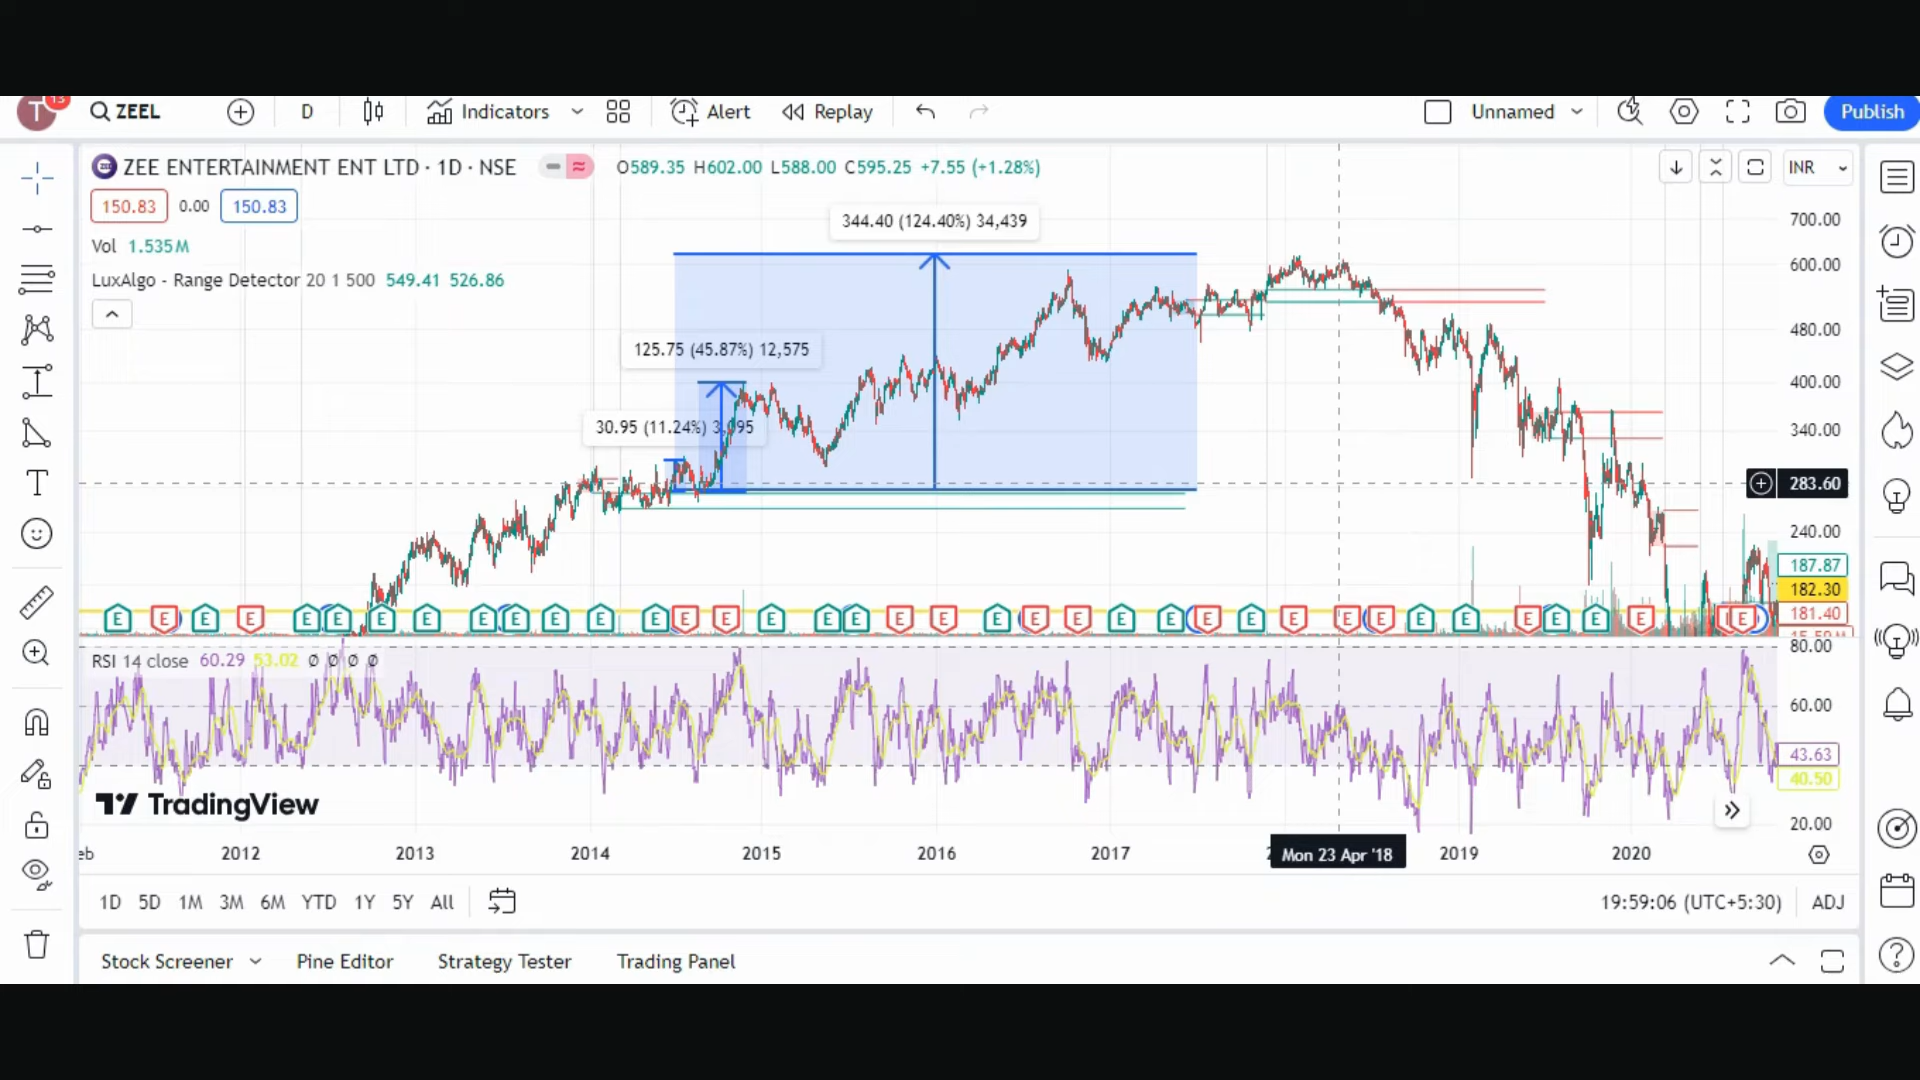 T 13 ZEEL D Indicators Alert Replay Unnamed Publish
ZEE ENTERTAINMENT ENT LTD · 1D · NSE O589.35 H602.00 L588.00 C595.25 +7.55 (+1.28%) INR
150.83 0.00 150.83
344.40 (124.40%) 34,439
700.00
Vol 1.535M
600.00
LuxAlgo - Range Detector 20 1 500 549.41 526.86
480.00
125.75 (45.87%) 12,575
400.00
30.95 (11.24%) 3,095
340.00
283.60
240.00
187.87
182.30
181.40
E E E E E E E E E E E E E E E E E E E E E E E E E E E E E E E E E E E E E
80.00
RSI 14 close 60.29 53.02 Ø Ø Ø Ø
60.00
43.63
40.50
TradingView
20.00
eb 2012 2013 2014 2015 2016 2017 Mon 23 Apr '18 2019 2020
1D 5D 1M 3M 6M YTD 1Y 5Y All 19:59:06 (UTC+5:30) ADJ
Stock Screener Pine Editor Strategy Tester Trading Panel